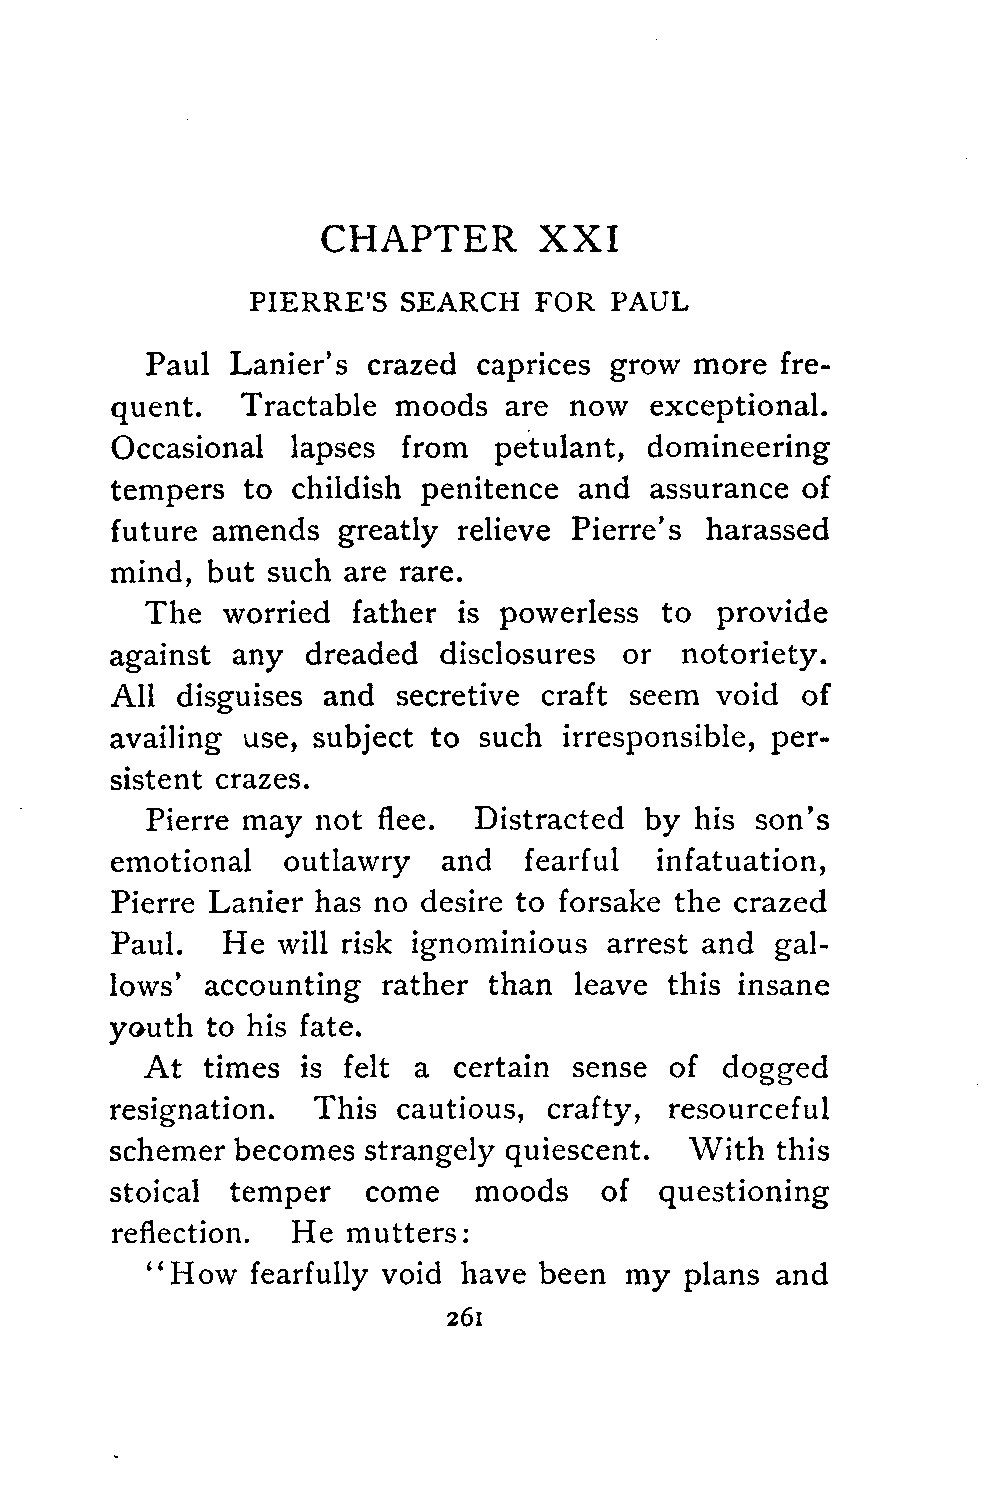 CHAPTER XXI
PIERRE'S SEARCH FOR PAUL
Paul Lanier's crazed caprices grow more fre-
quent. Tractable moods are now exceptional.
Occasional lapses from petulant, domineering
tempers to childish penitence and assurance of
future amends greatly relieve Pierre's harassed
mind, but such are rare.
The worried father is powerless to provide
against any dreaded disclosures or notoriety.
All disguises and secretive craft seem void of
availing use, subject to such irresponsible, per-
sistent crazes.
Pierre may not flee. Distracted by his son's
emotional outlawry and fearful infatuation,
Pierre Lanier has no desire to forsake the crazed
Paul. He will risk ignominious arrest and gal-
lows' accounting rather than leave this insane
youth to his fate.
At times is felt a certain sense of dogged
resignation. This cautious, crafty, resourceful
schemer becomes strangely quiescent. With this
stoical temper come moods of questioning
reflection. He mutters:
"How fearfully void have been my plans and
261